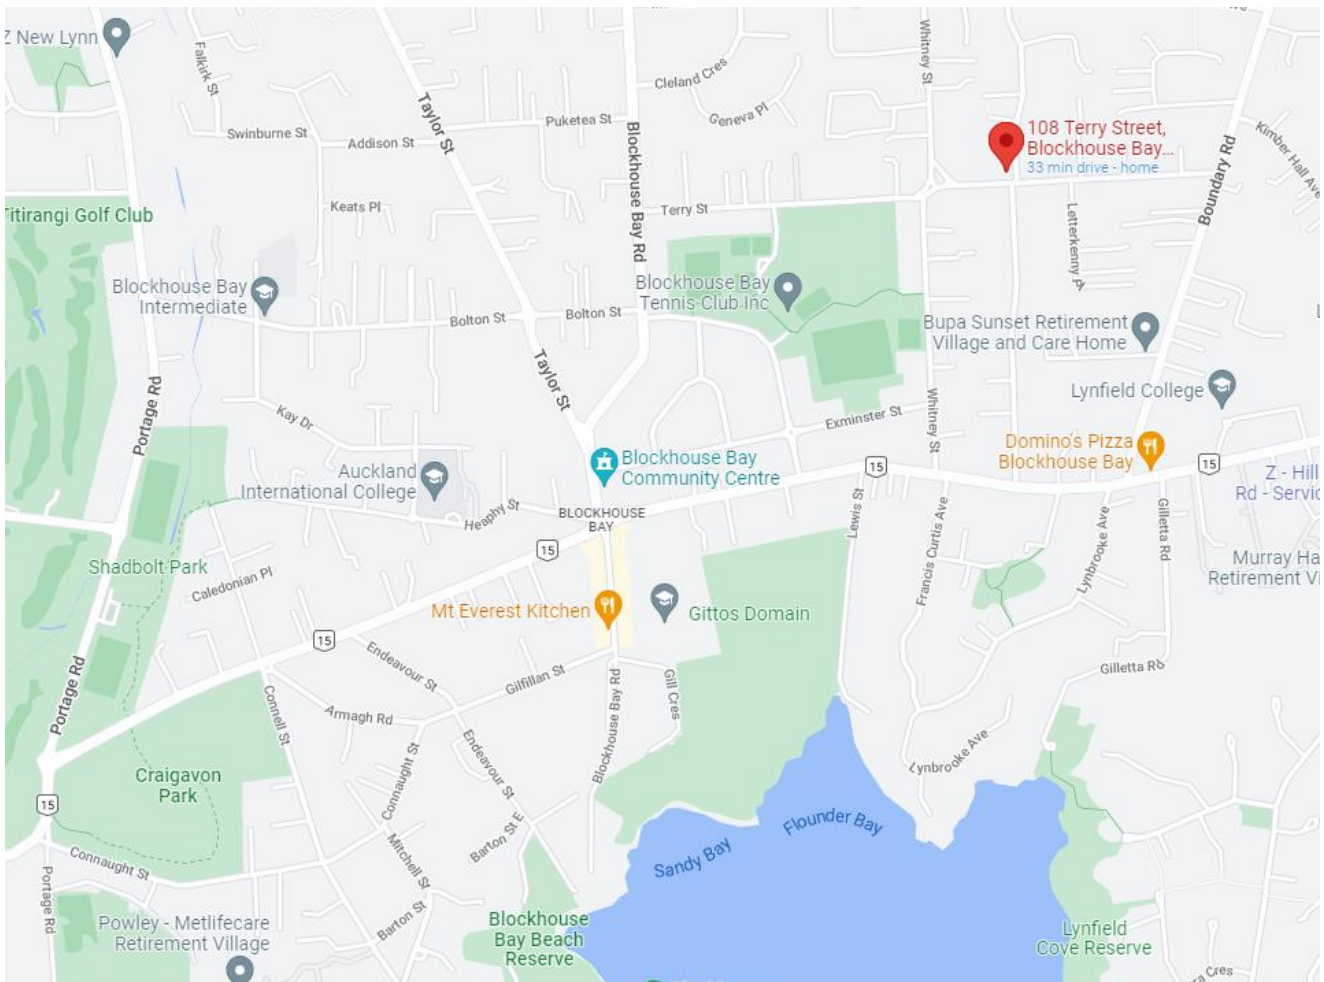 Z New Lynn
Falkirk St
Taylor St
Cleland Cres
Geneva Pl
Whitney St
Puketea St
Swinburne St
Addison St
Blockhouse Bay Rd
108 Terry Street,
Blockhouse Bay...
33 min drive - home
Boundary Rd
Kimber Hall Ave
Titirangi Golf Club
Keats Pl
Terry St
Letterkenny Pl
Blockhouse Bay
Intermediate
Blockhouse Bay
Tennis Club Inc
Bolton St
Bolton St
Bupa Sunset Retirement
Village and Care Home
Taylor St
Portage Rd
Kay Dr
Whitney St
Lynfield College
Exminster St
Domino's Pizza
Blockhouse Bay
Auckland
International College
Blockhouse Bay
Community Centre
15
15
Z - Hill
Rd - Servic
Heaphy St
BLOCKHOUSE
BAY
15
Lewis St
Francis Curtis Ave
Lynbrooke Ave
Gilletta Rd
Shadbolt Park
Caledonian Pl
Murray Ha
Retirement Vi
Mt Everest Kitchen
Gittos Domain
15
Endeavour St
Gilfillan St
Gill Cres
Blockhouse Bay Rd
Gilletta Rd
Portage Rd
Connell St
Armagh Rd
Endeavour St
Connaught St
Lynbrooke Ave
Craigavon
Park
15
Flounder Bay
Sandy Bay
Barton St E
Mitchell St
Connaught St
Portage Rd
Barton St
Powley - Metlifecare
Retirement Village
Blockhouse
Bay Beach
Reserve
Lynfield
Cove Reserve